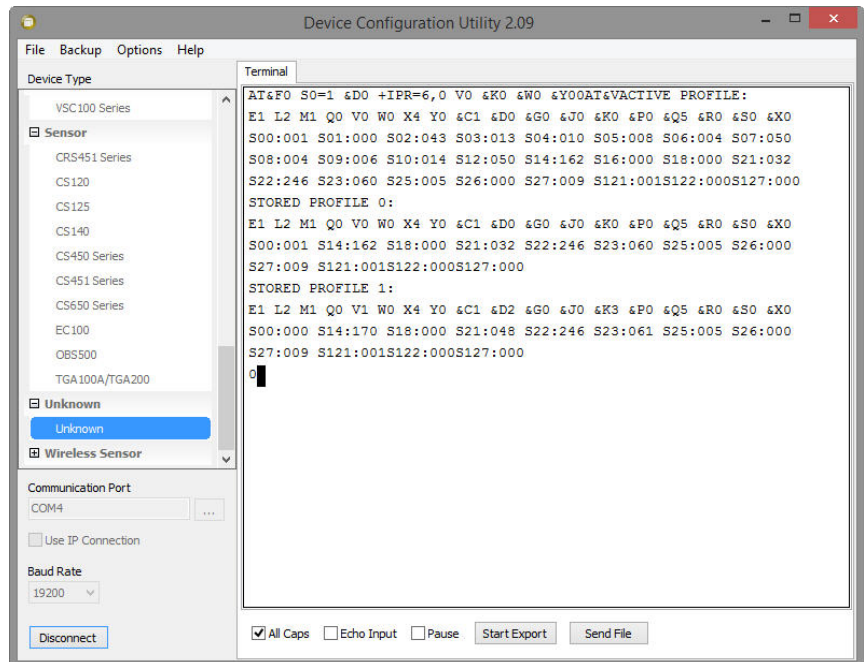 Device Configuration Utility 2.09
File Backup Options Help
Device Type
VSC100 Series
Sensor
CRS451 Series
CS120
CS125
CS140
CS450 Series
CS451 Series
CS650 Series
EC100
OBS500
TGA100A/TGA200
Unknown
Unknown
Wireless Sensor
Communication Port
COM4
...
Use IP Connection
Baud Rate
19200
Disconnect
Terminal
AT&F0 S0=1 &D0 +IPR=6,0 V0 &K0 &W0 &Y00AT&VACTIVE PROFILE:
E1 L2 M1 Q0 V0 W0 X4 Y0 &C1 &D0 &G0 &J0 &K0 &P0 &Q5 &R0 &S0 &X0
S00:001 S01:000 S02:043 S03:013 S04:010 S05:008 S06:004 S07:050
S08:004 S09:006 S10:014 S12:050 S14:162 S16:000 S18:000 S21:032
S22:246 S23:060 S25:005 S26:000 S27:009 S121:001S122:000S127:000
STORED PROFILE 0:
E1 L2 M1 Q0 V0 W0 X4 Y0 &C1 &D0 &G0 &J0 &K0 &P0 &Q5 &R0 &S0 &X0
S00:001 S14:162 S18:000 S21:032 S22:246 S23:060 S25:005 S26:000
S27:009 S121:001S122:000S127:000
STORED PROFILE 1:
E1 L2 M1 Q0 V1 W0 X4 Y0 &C1 &D2 &G0 &J0 &K3 &P0 &Q5 &R0 &S0 &X0
S00:000 S14:170 S18:000 S21:048 S22:246 S23:061 S25:005 S26:000
S27:009 S121:001S122:000S127:000
0
All Caps Echo Input Pause Start Export Send File